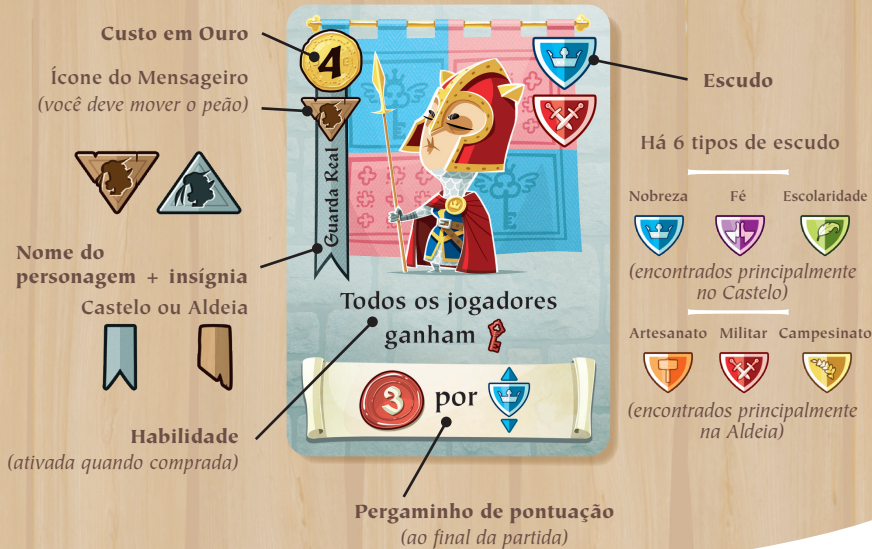 Custo em Ouro
Ícone do Mensageiro
(você deve mover o peão)
Nome do
personagem + insígnia
Castelo ou Aldeia
Habilidade
(ativada quando comprada)
4
Guarda Real
Todos os jogadores
ganham
3 por
Pergaminho de pontuação
(ao final da partida)
Escudo
Há 6 tipos de escudo
Nobreza Fé Escolaridade
(encontrados principalmente
no Castelo)
Artesanato Militar Campesinato
(encontrados principalmente
na Aldeia)